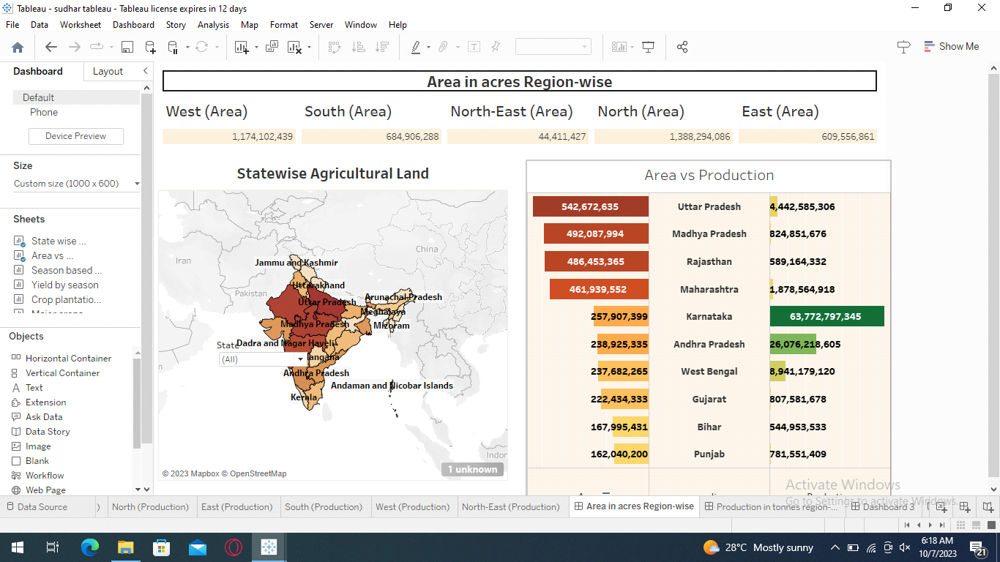 Tableau - sudhar tableau - Tableau license expires in 12 days
File Data Worksheet Dashboard Story Analysis Map Format Server Window Help
Show Me
Dashboard Layout
Default
Phone
Device Preview
Size
Custom size (1000 x 600)
Sheets
State wise ...
Area vs ...
Season based ...
Yield by season
Crop plantatio...
Objects
Horizontal Container
Vertical Container
Text
Extension
Ask Data
Data Story
Image
Blank
Workflow
Web Page
Area in acres Region-wise
West (Area) South (Area) North-East (Area) North (Area) East (Area)
1,174,102,439 684,906,288 44,411,427 1,388,294,086 609,556,861
Statewise Agricultural Land
Iran
China
Pakistan
Jammu and Kashmir
Uttarakhand
Arunachal Pradesh
Uttar Pradesh
Meghalaya
Madhya Pradesh
Mizoram
Dadra and Nagar Haveli
State
(All)
Andhra Pradesh
Andaman and Nicobar Islands
Kerala
Indor
© 2023 Mapbox © OpenStreetMap
1 unknown
Area vs Production
542,672,635 Uttar Pradesh 4,442,585,306
492,087,994 Madhya Pradesh 824,851,676
486,453,365 Rajasthan 589,164,332
461,939,552 Maharashtra 1,878,564,918
257,907,399 Karnataka 63,772,797,345
238,925,335 Andhra Pradesh 26,076,218,605
237,682,265 West Bengal 8,941,179,120
222,434,333 Gujarat 807,581,678
167,995,431 Bihar 544,953,533
162,040,200 Punjab 781,551,409
Activate Windows
Go to Settings to activate Windows.
Data Source ) North (Production) East (Production) South (Production) West (Production) North-East (Production) Area in acres Region-wise Production in tonnes region-... Dashboard 3
28°C Mostly sunny
6:18 AM
10/7/2023
21